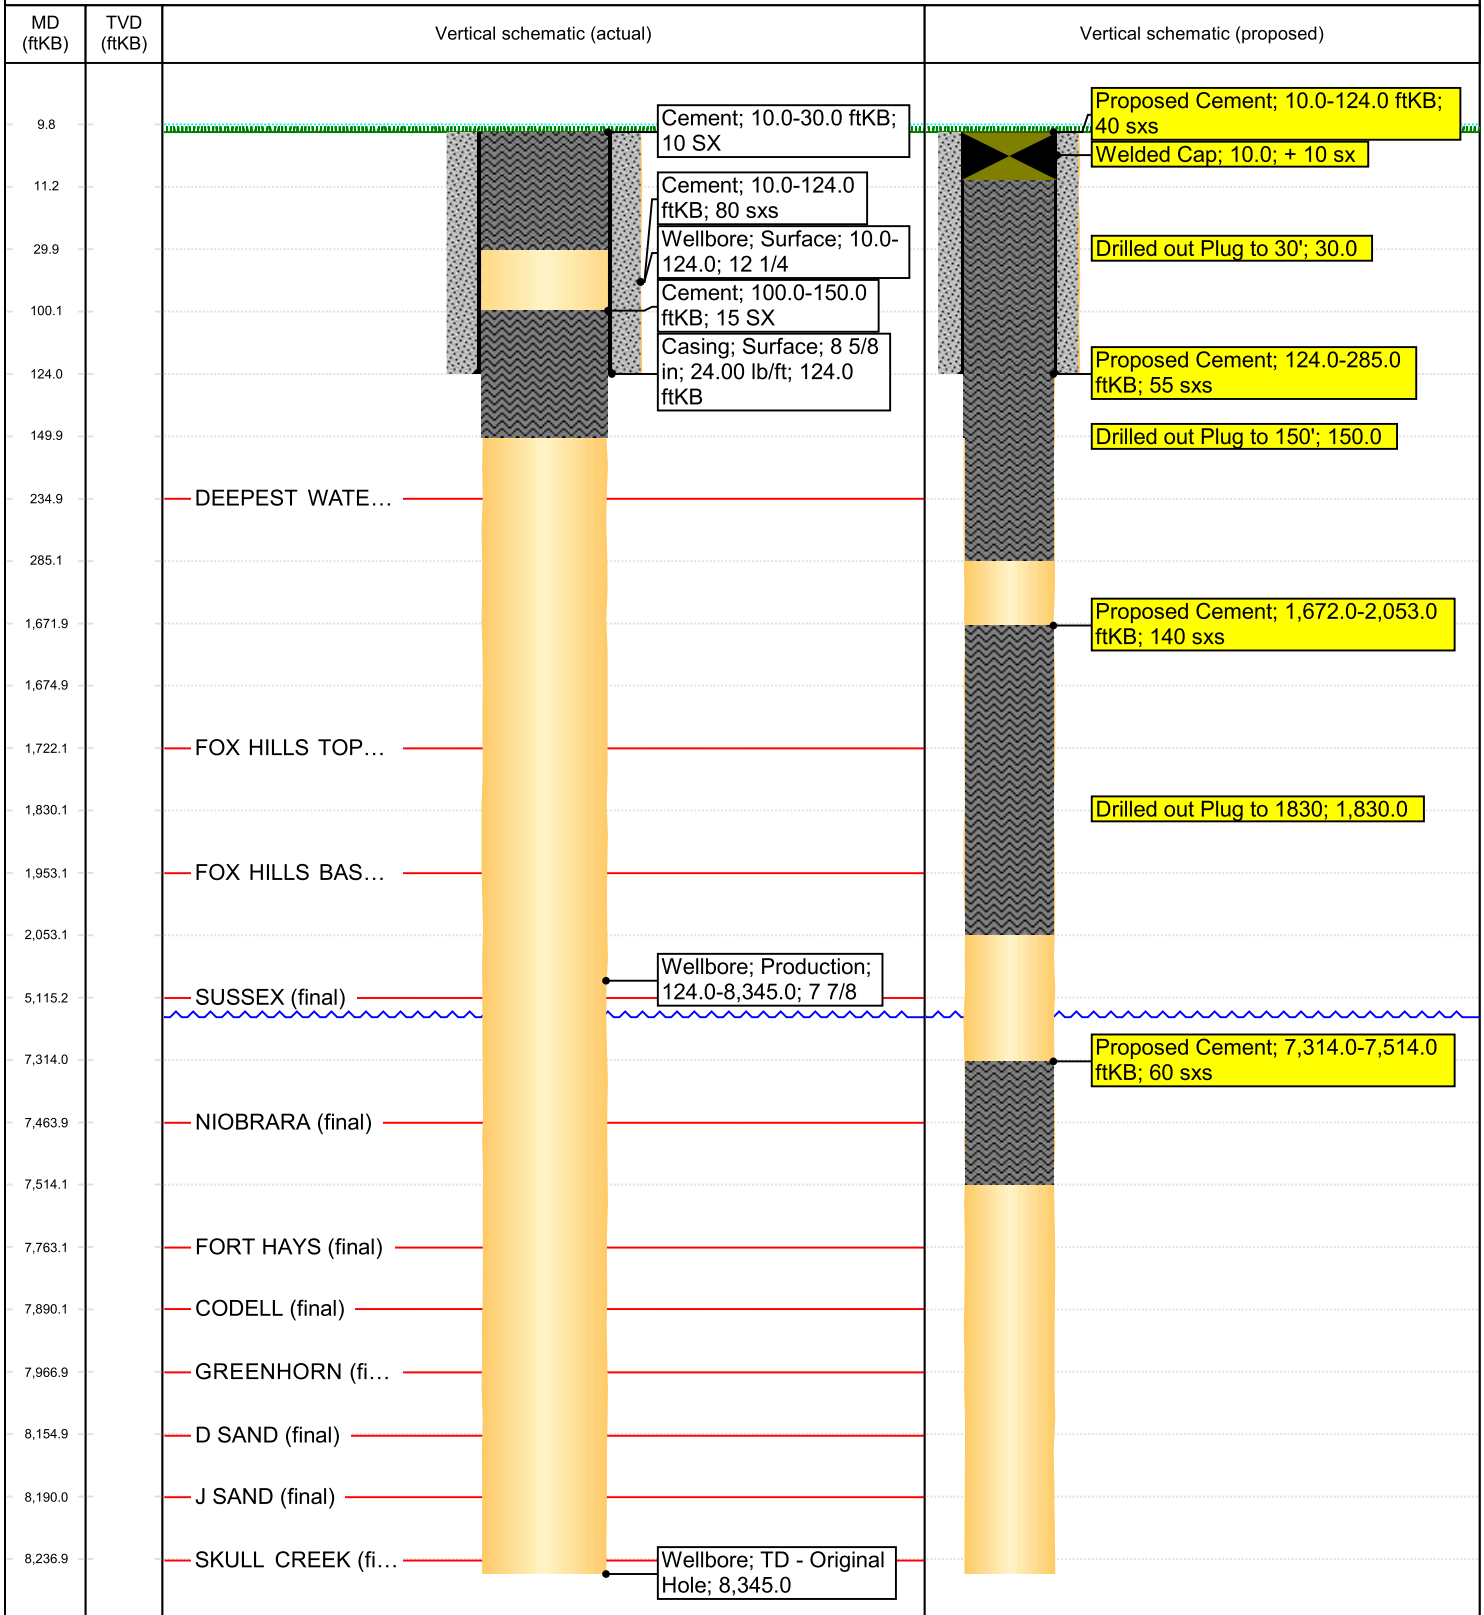 MD
(ftKB)
TVD
(ftKB)
Vertical schematic (actual)
Vertical schematic (proposed)
9.8
11.2
29.9
100.1
124.0
149.9
234.9
285.1
1,671.9
1,674.9
1,722.1
1,830.1
1,953.1
2,053.1
5,115.2
7,314.0
7,463.9
7,514.1
7,763.1
7,890.1
7,966.9
8,154.9
8,190.0
8,236.9
DEEPEST WATE...
FOX HILLS TOP...
FOX HILLS BAS...
SUSSEX (final)
NIOBRARA (final)
FORT HAYS (final)
CODELL (final)
GREENHORN (fi...
D SAND (final)
J SAND (final)
SKULL CREEK (fi...
Cement; 10.0-30.0 ftKB;
10 SX
Cement; 10.0-124.0
ftKB; 80 sxs
Wellbore; Surface; 10.0-
124.0; 12 1/4
Cement; 100.0-150.0
ftKB; 15 SX
Casing; Surface; 8 5/8
in; 24.00 lb/ft; 124.0
ftKB
Wellbore; Production;
124.0-8,345.0; 7 7/8
Wellbore; TD - Original
Hole; 8,345.0
Proposed Cement; 10.0-124.0 ftKB;
40 sxs
Welded Cap; 10.0; + 10 sx
Drilled out Plug to 30'; 30.0
Proposed Cement; 124.0-285.0
ftKB; 55 sxs
Drilled out Plug to 150'; 150.0
Proposed Cement; 1,672.0-2,053.0
ftKB; 140 sxs
Drilled out Plug to 1830; 1,830.0
Proposed Cement; 7,314.0-7,514.0
ftKB; 60 sxs